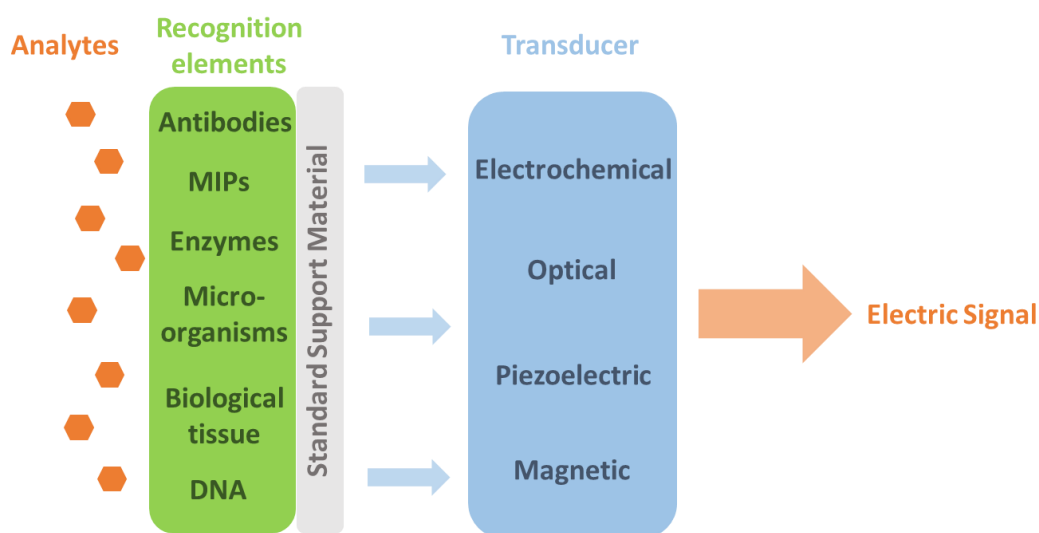 Analytes
Recognition
elements
Transducer
Antibodies
MIPs
Enzymes
Micro-
organisms
Biological
tissue
DNA
Standard Support Material
Electrochemical
Optical
Piezoelectric
Magnetic
Electric Signal